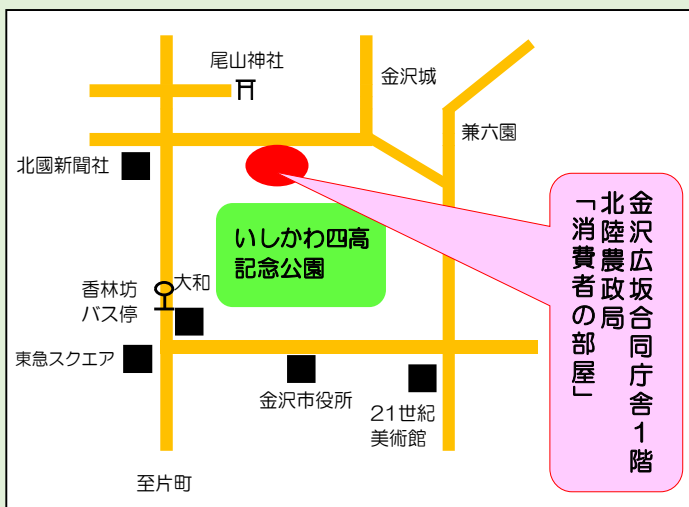 尾山神社
金沢城
兼六園
北國新聞社
いしかわ四高
記念公園
香林坊
バス停
大和
東急スクエア
金沢市役所
21世紀
美術館
至片町
金沢広坂合同庁舎1階
北陸農政局
「消費者の部屋」